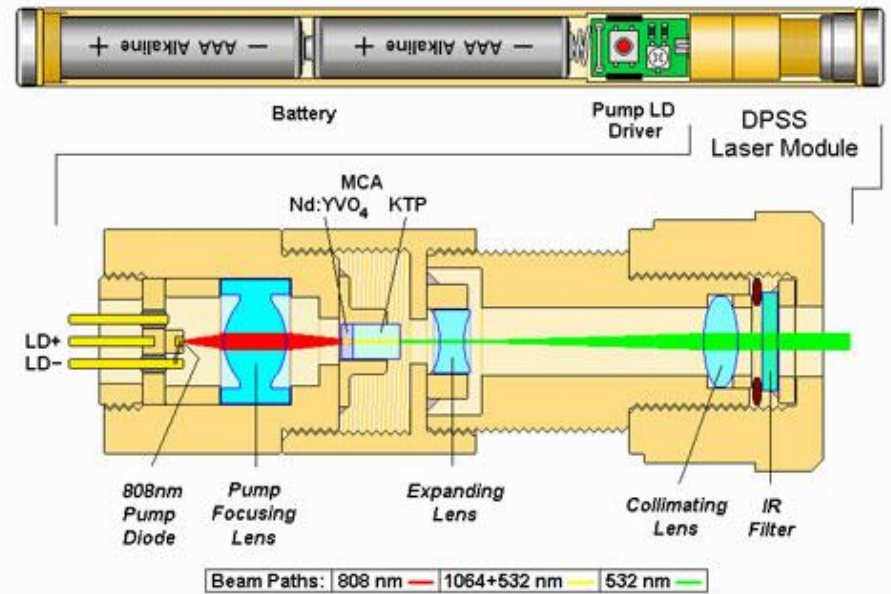 + AAA Alkaline − + AAA Alkaline −
Battery
Pump LD
Driver
DPSS
Laser Module
MCA
Nd:YVO4 KTP
LD+
LD−
808nm
Pump
Diode
Pump
Focusing
Lens
Expanding
Lens
Collimating
Lens
IR
Filter
Beam Paths: 808 nm 1064+532 nm 532 nm